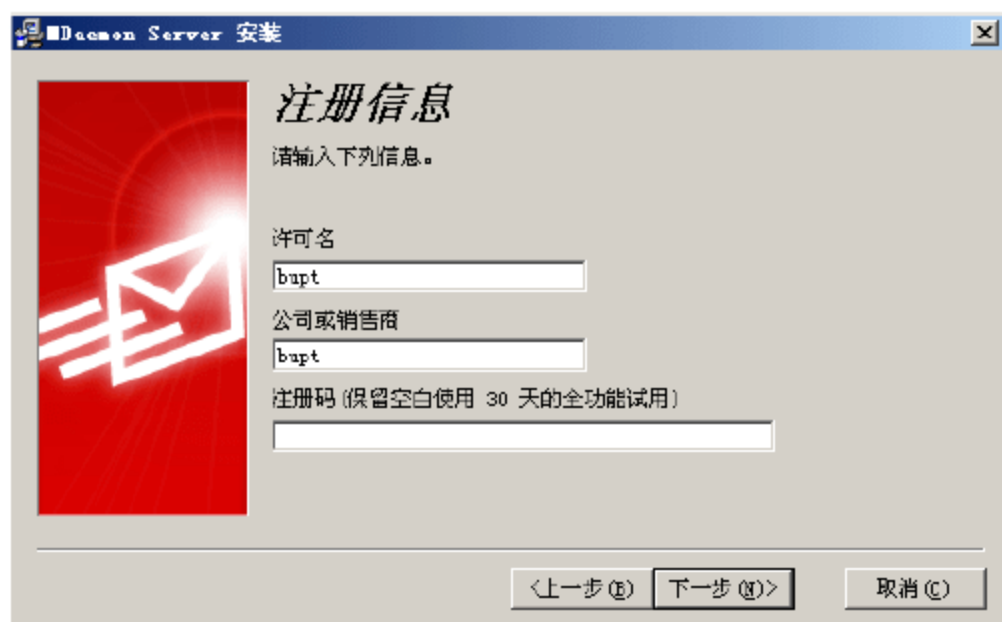 MDaemon Server 安装
注册信息
请输入下列信息。
许可名
bupt
公司或销售商
bupt
注册码(保留空白使用 30 天的全功能试用)
<上一步(B) 下一步(N)> 取消(C)